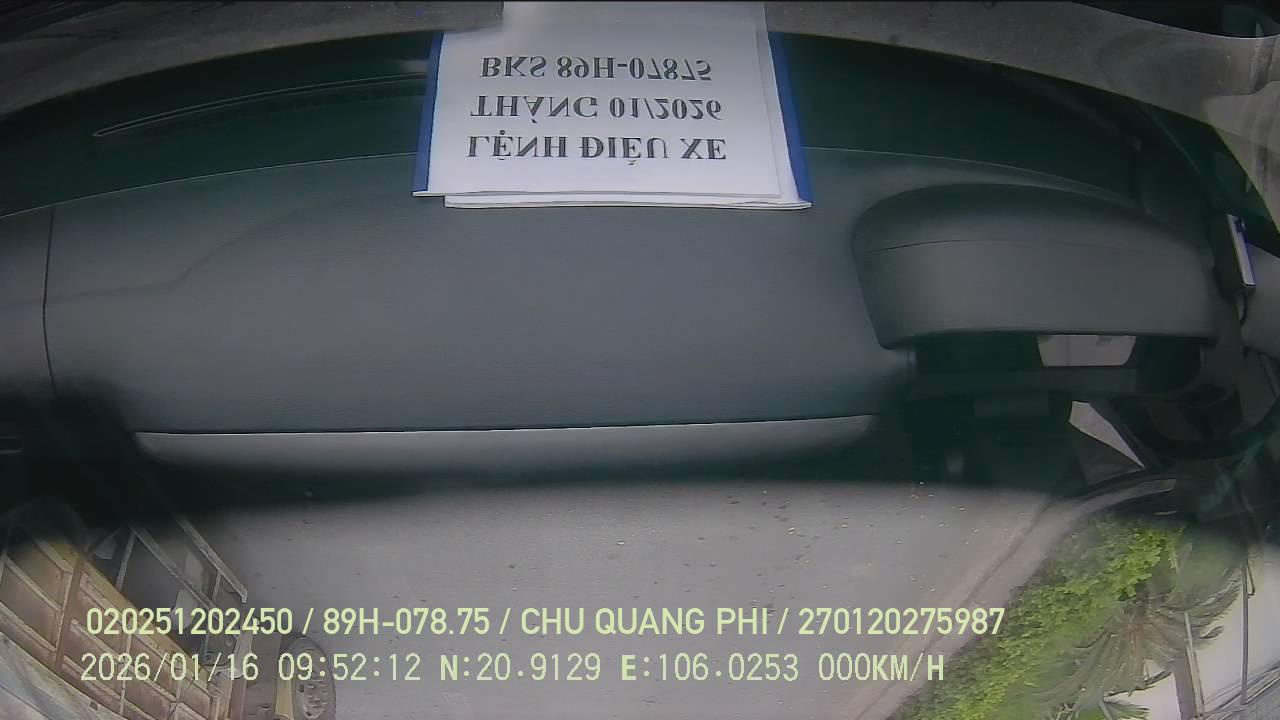 BKS 89H-07875
THÁNG 01/2026
LỆNH ĐIỀU XE
020251202450 / 89H-078.75 / CHU QUANG PHI / 270120275987
2026/01/16 09:52:12 N:20.9129 E:106.0253 000KM/H